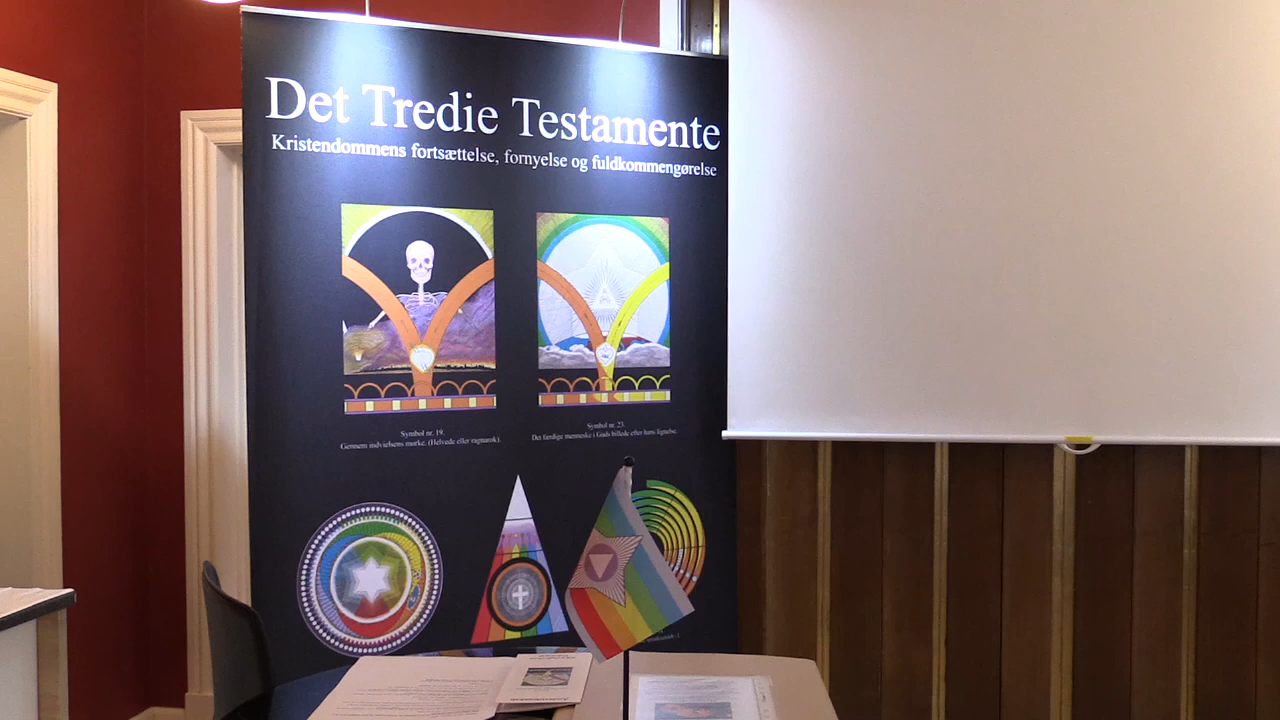 Det Tredie Testamente
Kristendommens fortsættelse, fornyelse og fuldkommengørelse
Symbol nr. 19.
Gennem indvielsens mørke. (Helvede eller ragnarok).
Symbol nr. 23.
Det færdige menneske i Guds billede efter hans lignelse.